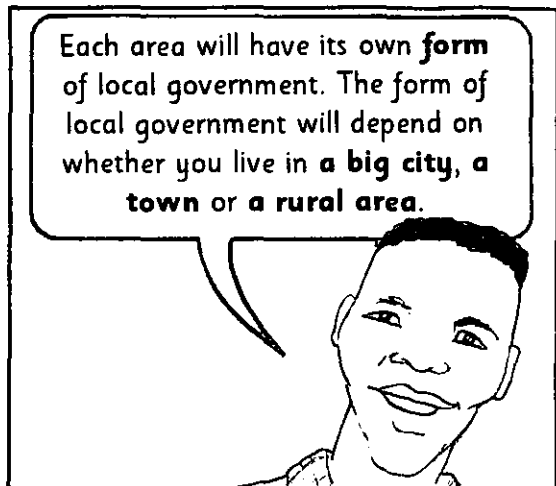 Each area will have its own form
of local government. The form of
local government will depend on
whether you live in a big city, a
town or a rural area.